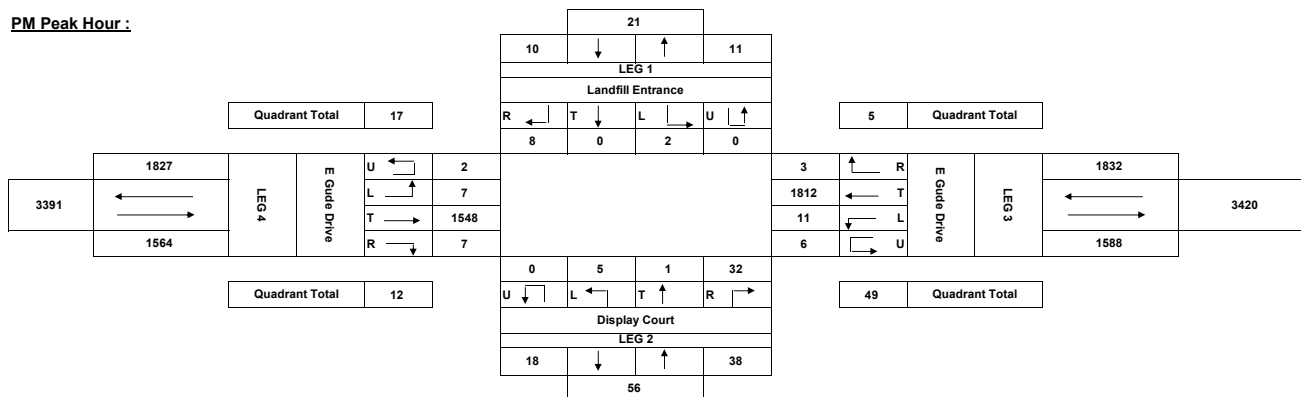 PM Peak Hour :
21
10 11
LEG 1
Landfill Entrance
Quadrant Total 17
R T L U
5 Quadrant Total
8 0 2 0
1827
U 2
3 R
1832
L 7
1812 T
3391
LEG 4
E Gude Drive
E Gude Drive
LEG 3
3420
T 1548
11 L
1564
R 7
6 U
1588
0 5 1 32
Quadrant Total 12
U L T R
49 Quadrant Total
Display Court
LEG 2
18 38
56